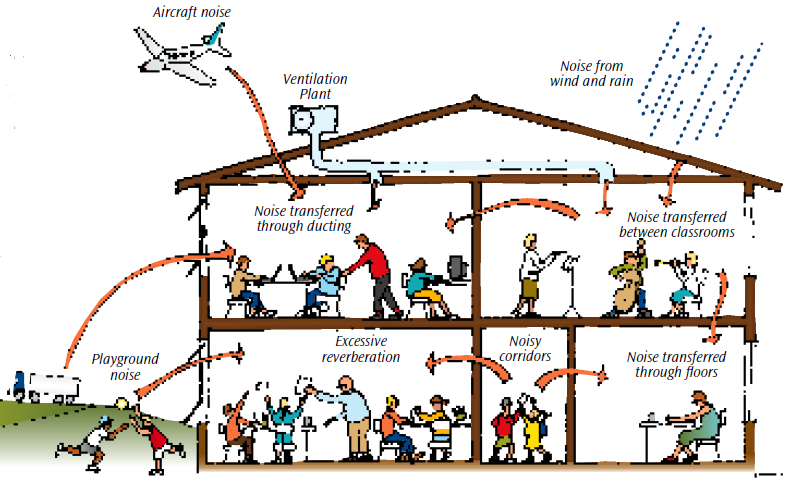 Aircraft noise
Ventilation
Plant
Noise from
wind and rain
Noise transferred
through ducting
Noise transferred
between classrooms
Playground
noise
Excessive
reverberation
Noisy
corridors
Noise transferred
through floors